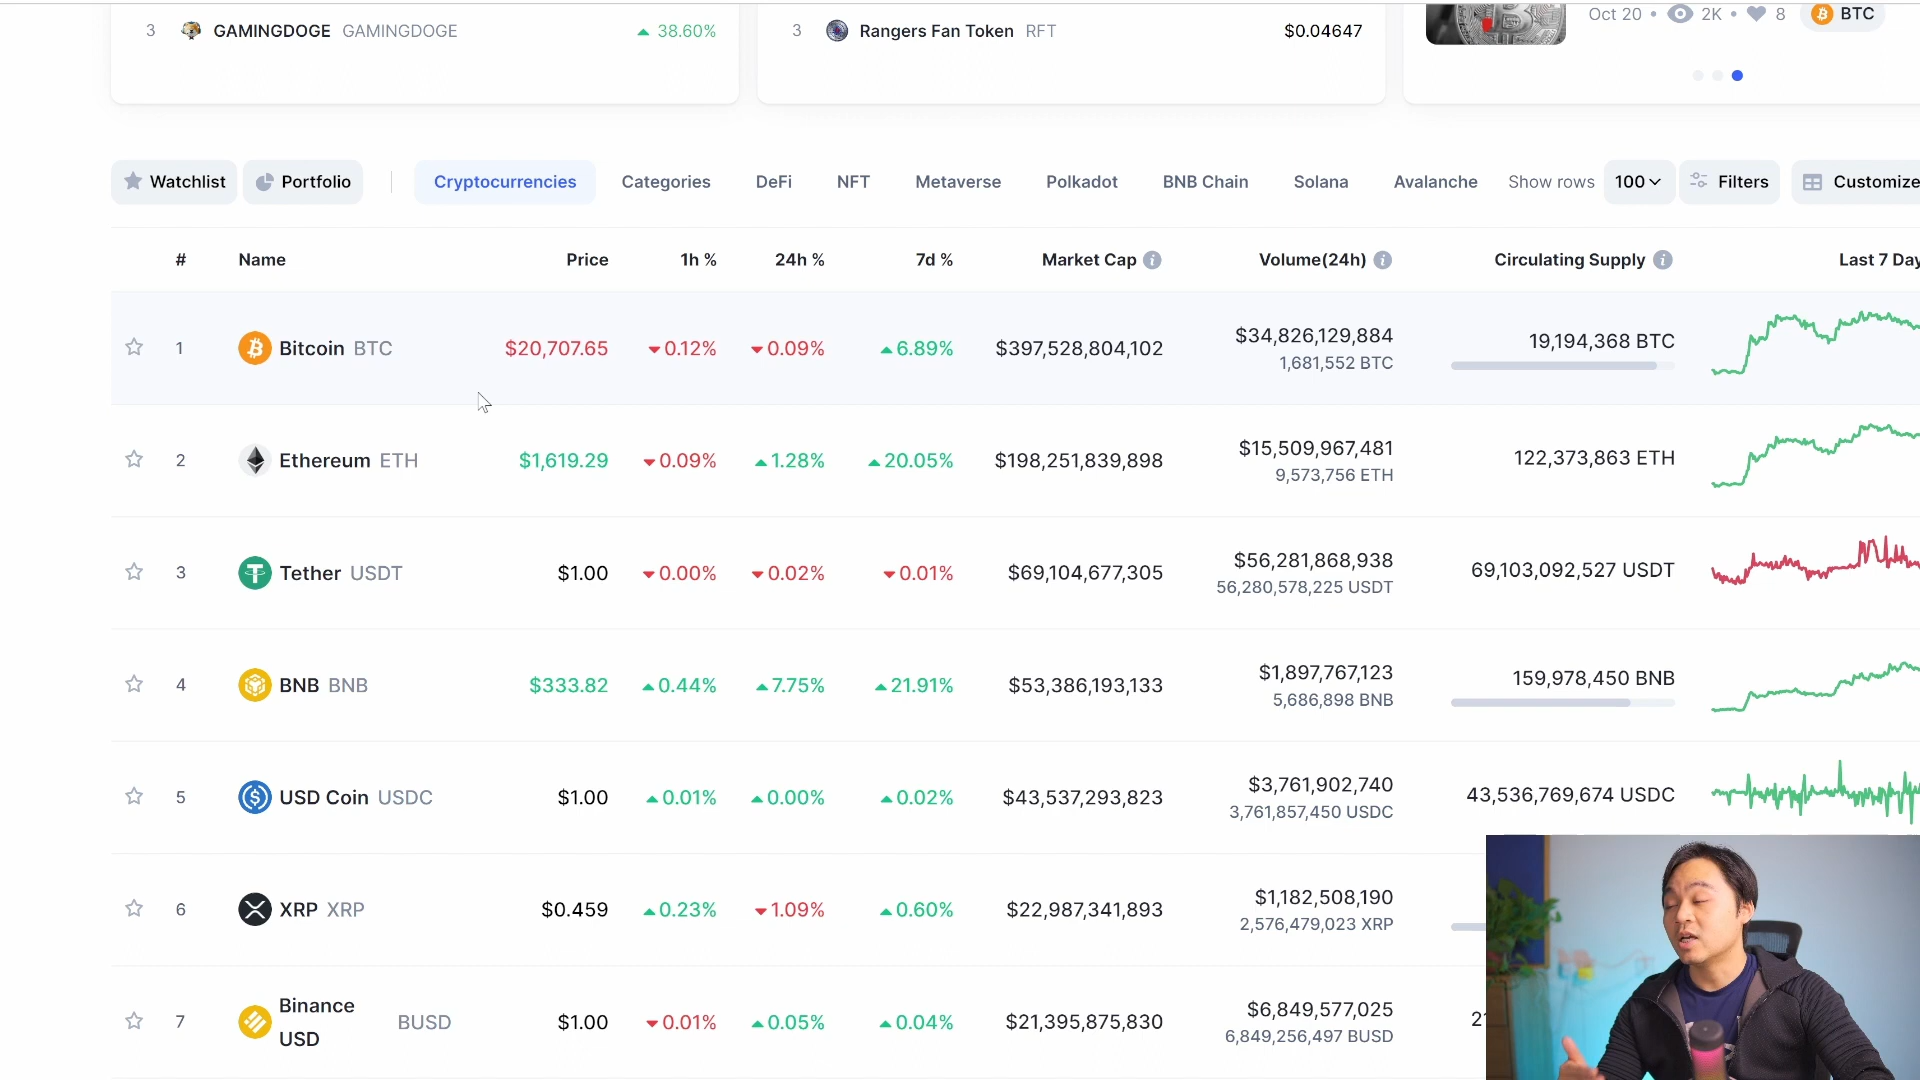 3 GAMINGDOGE GAMINGDOGE 38.60%
3 Rangers Fan Token RFT $0.04647
Oct 20 • 2K • 8 BTC
Watchlist Portfolio Cryptocurrencies Categories DeFi NFT Metaverse Polkadot BNB Chain Solana Avalanche Show rows 100 Filters Customize
# Name Price 1h % 24h % 7d % Market Cap Volume(24h) Circulating Supply Last 7 Day
1 Bitcoin BTC $20,707.65 0.12% 0.09% 6.89% $397,528,804,102 $34,826,129,884 19,194,368 BTC
1,681,552 BTC
2 Ethereum ETH $1,619.29 0.09% 1.28% 20.05% $198,251,839,898 $15,509,967,481 122,373,863 ETH
9,573,756 ETH
3 Tether USDT $1.00 0.00% 0.02% 0.01% $69,104,677,305 $56,281,868,938 69,103,092,527 USDT
56,280,578,225 USDT
4 BNB BNB $333.82 0.44% 7.75% 21.91% $53,386,193,133 $1,897,767,123 159,978,450 BNB
5,686,898 BNB
5 USD Coin USDC $1.00 0.01% 0.00% 0.02% $43,537,293,823 $3,761,902,740 43,536,769,674 USDC
3,761,857,450 USDC
6 XRP XRP $0.459 0.23% 1.09% 0.60% $22,987,341,893 $1,182,508,190
2,576,479,023 XRP
7 Binance USD BUSD $1.00 0.01% 0.05% 0.04% $21,395,875,830 $6,849,577,025
6,849,256,497 BUSD